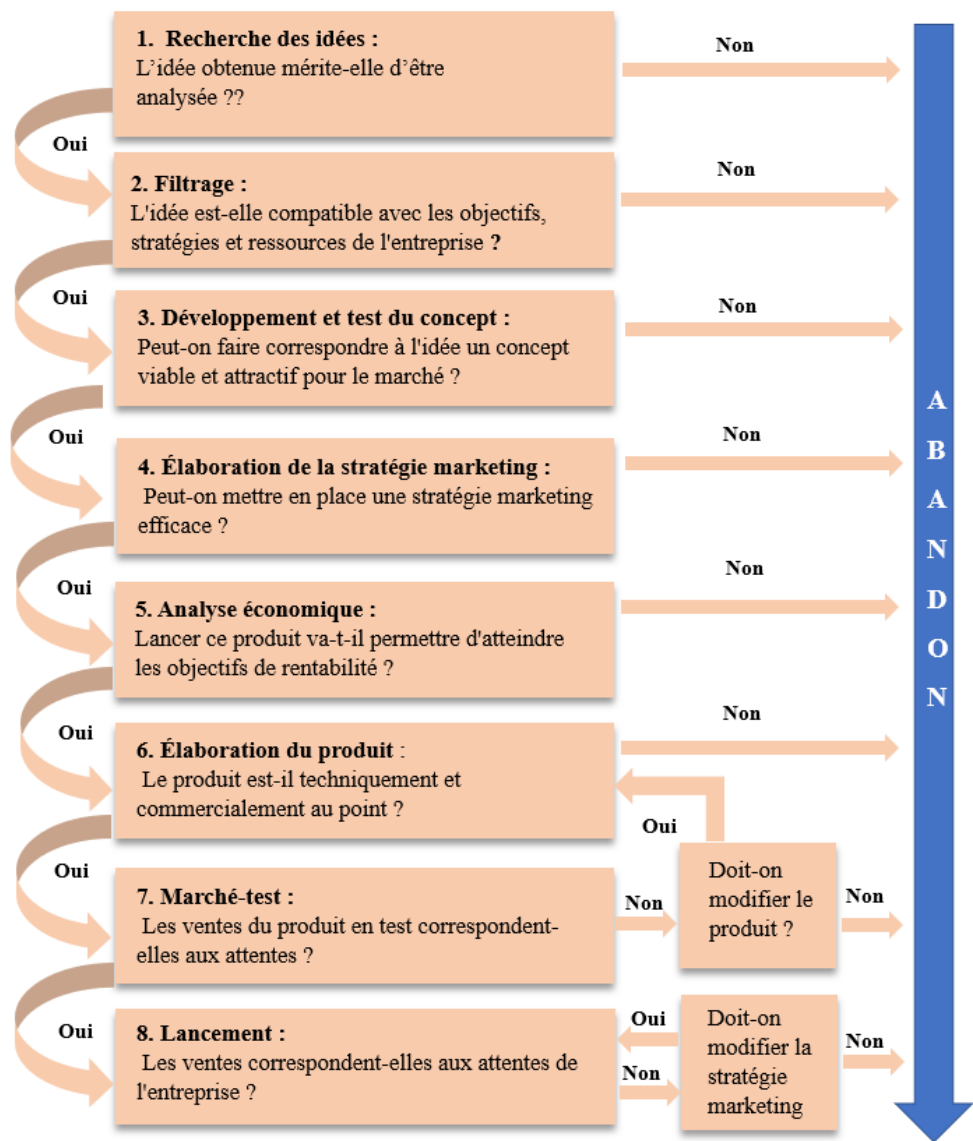 1. Recherche des idées :
L'idée obtenue mérite-elle d'être
analysée ??
Non
Oui
2. Filtrage :
L'idée est-elle compatible avec les objectifs,
stratégies et ressources de l'entreprise ?
Non
Oui
3. Développement et test du concept :
Peut-on faire correspondre à l'idée un concept
viable et attractif pour le marché ?
Non
Oui
4. Élaboration de la stratégie marketing :
Peut-on mettre en place une stratégie marketing
efficace ?
Non
Oui
5. Analyse économique :
Lancer ce produit va-t-il permettre d'atteindre
les objectifs de rentabilité ?
Non
Oui
6. Élaboration du produit :
Le produit est-il techniquement et
commercialement au point ?
Non
Oui
7. Marché-test :
Les ventes du produit en test correspondent-
elles aux attentes ?
Non
Oui
Doit-on
modifier le
produit ?
Non
Oui
8. Lancement :
Les ventes correspondent-elles aux attentes de
l'entreprise ?
Oui
Non
Doit-on
modifier la
stratégie
marketing
Non
A
B
A
N
D
O
N